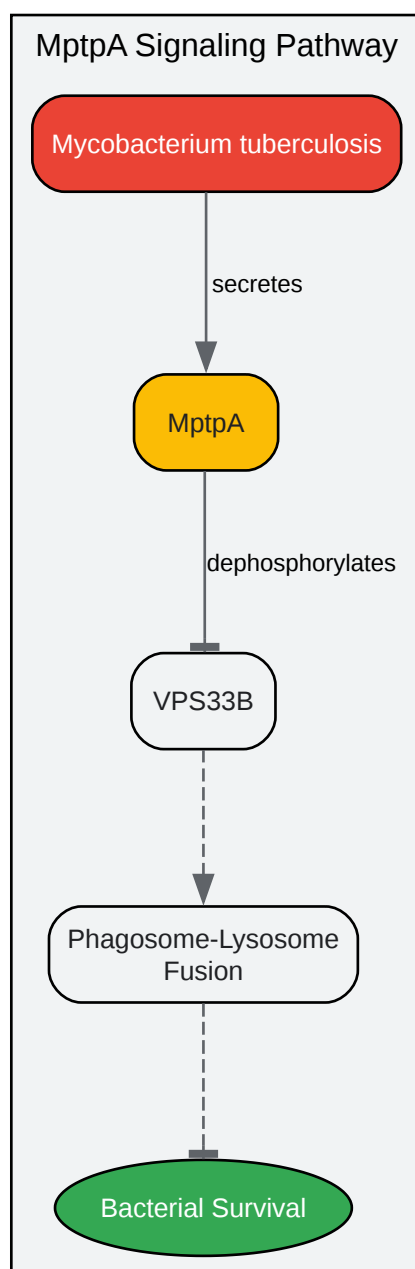 MptpA Signaling Pathway
Mycobacterium tuberculosis
secretes
MptpA
dephosphorylates
VPS33B
Phagosome-Lysosome
Fusion
Bacterial Survival